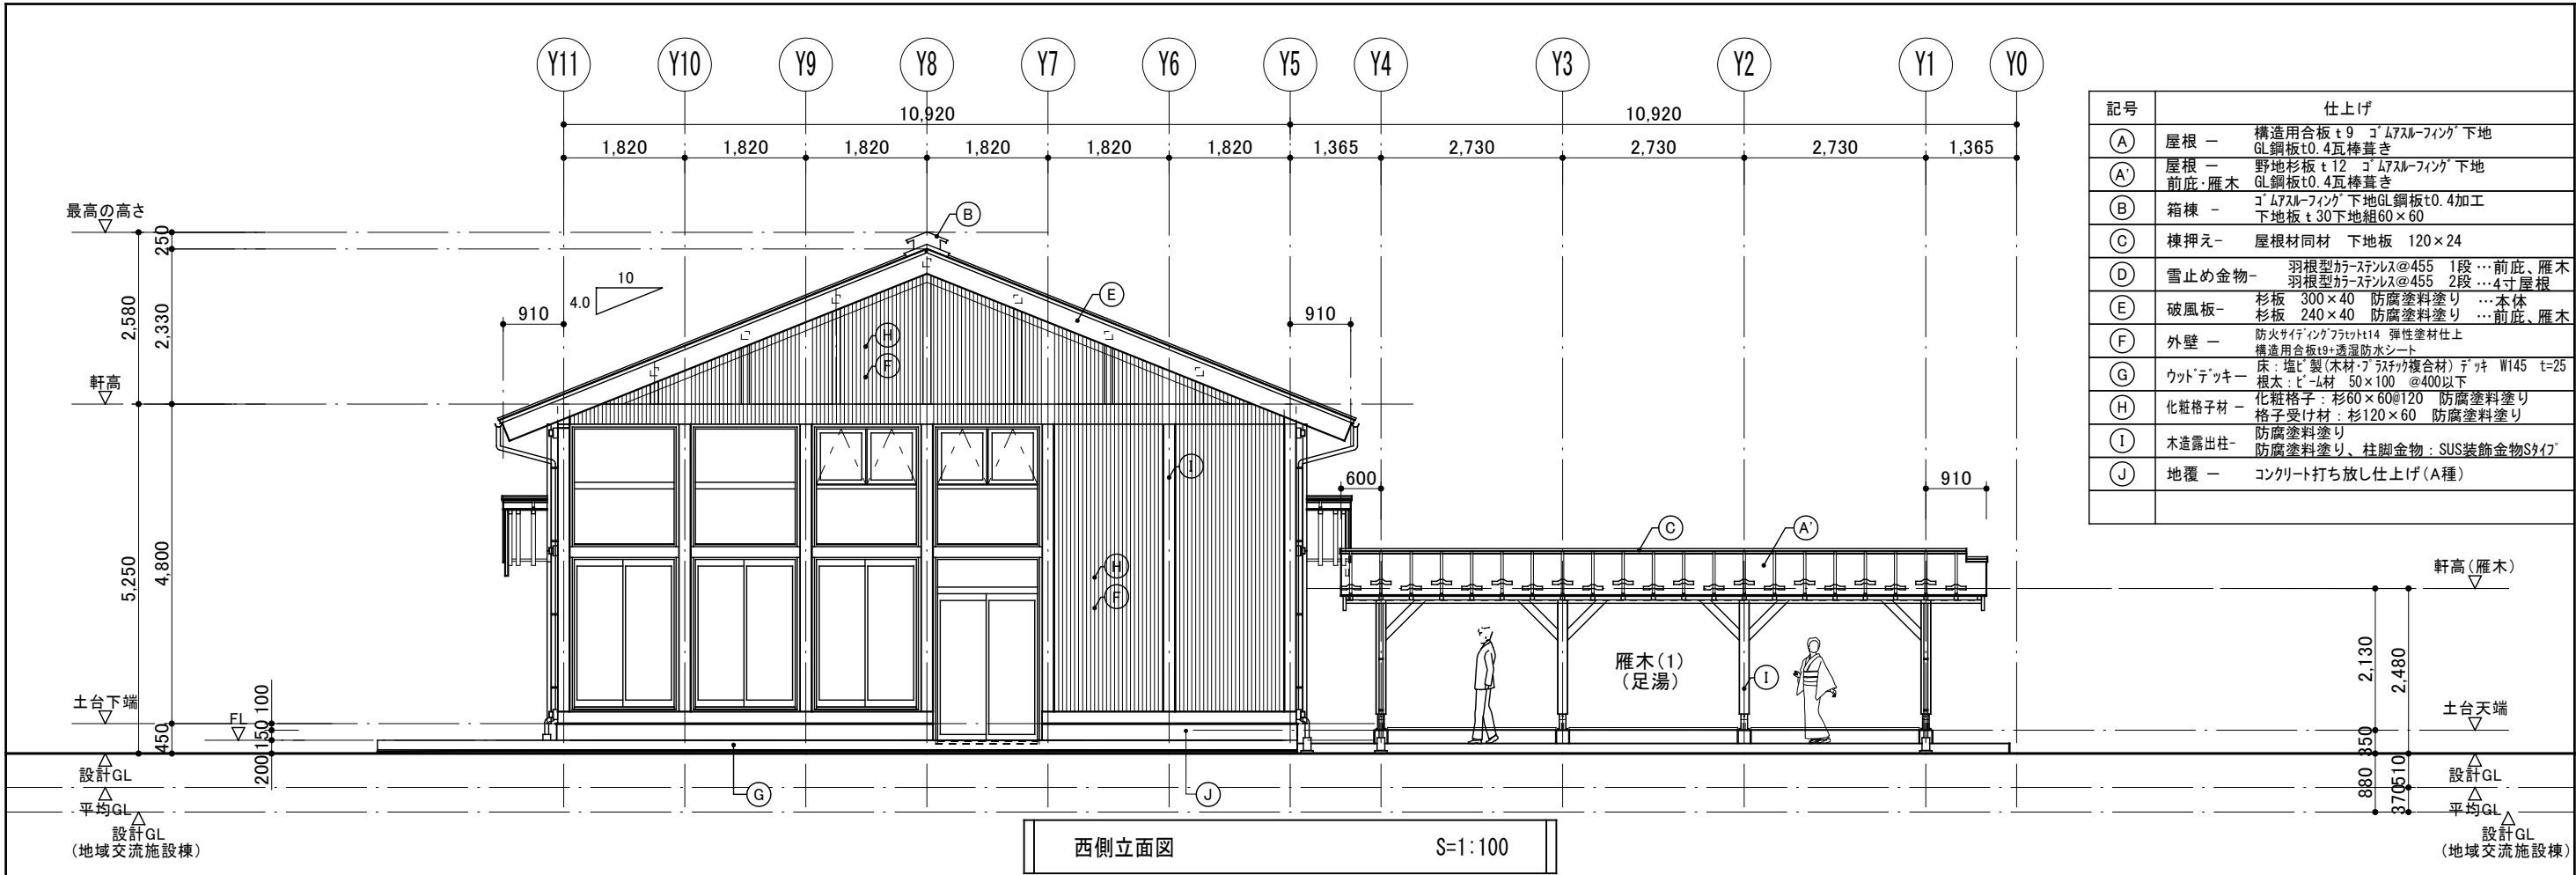 Y11 Y10 Y9 Y8 Y7 Y6 Y5 Y4 Y3 Y2 Y1 Y0
10,920 10,920
1,820 1,820 1,820 1,820 1,820 1,820 1,365 2,730 2,730 2,730 1,365
記号 仕上げ
A 屋根 － 構造用合板 t 9 ゴムアスルーフィング下地
GL鋼板t0.4瓦棒葺き
A' 屋根 － 野地杉板 t 12 ゴムアスルーフィング下地
前庇・雁木 GL鋼板t0.4瓦棒葺き
B 箱棟 － ゴムアスルーフィング下地GL鋼板t0.4加工
下地板 t 30下地組60×60
C 棟押え- 屋根材同材 下地板 120×24
D 雪止め金物- 羽根型カラーステンレス@455 1段 …前庇、雁木
羽根型カラーステンレス@455 2段 …4寸屋根
E 破風板- 杉板 300×40 防腐塗料塗り …本体
杉板 240×40 防腐塗料塗り …前庇、雁木
F 外壁 － 防火サイディングフラットt14 弾性塗材仕上
構造用合板t9+透湿防水シート
G ウッドデッキ－ 床：塩ビ製(木材・プラスチック複合材) デッキ W145 t=25
根太：ビーム材 50×100 @400以下
H 化粧格子材 － 化粧格子：杉60×60@120 防腐塗料塗り
格子受け材：杉120×60 防腐塗料塗り
I 木造露出柱- 防腐塗料塗り
防腐塗料塗り、柱脚金物：SUS装飾金物Sタイプ
J 地覆 － コンクリート打ち放し仕上げ(A種)
最高の高さ
250
B
2,580
2,330
10
4.0
910
E
910
H
F
軒高
I
600
910
C
A'
5,250
4,800
H
F
軒高(雁木)
雁木(1)
(足湯)
I
2,130
2,480
土台下端
FL
100
150
450
200
土台天端
350
設計GL
平均GL
設計GL
(地域交流施設棟)
G
J
880
510
370
設計GL
平均GL
設計GL
(地域交流施設棟)
西側立面図 S=1:100